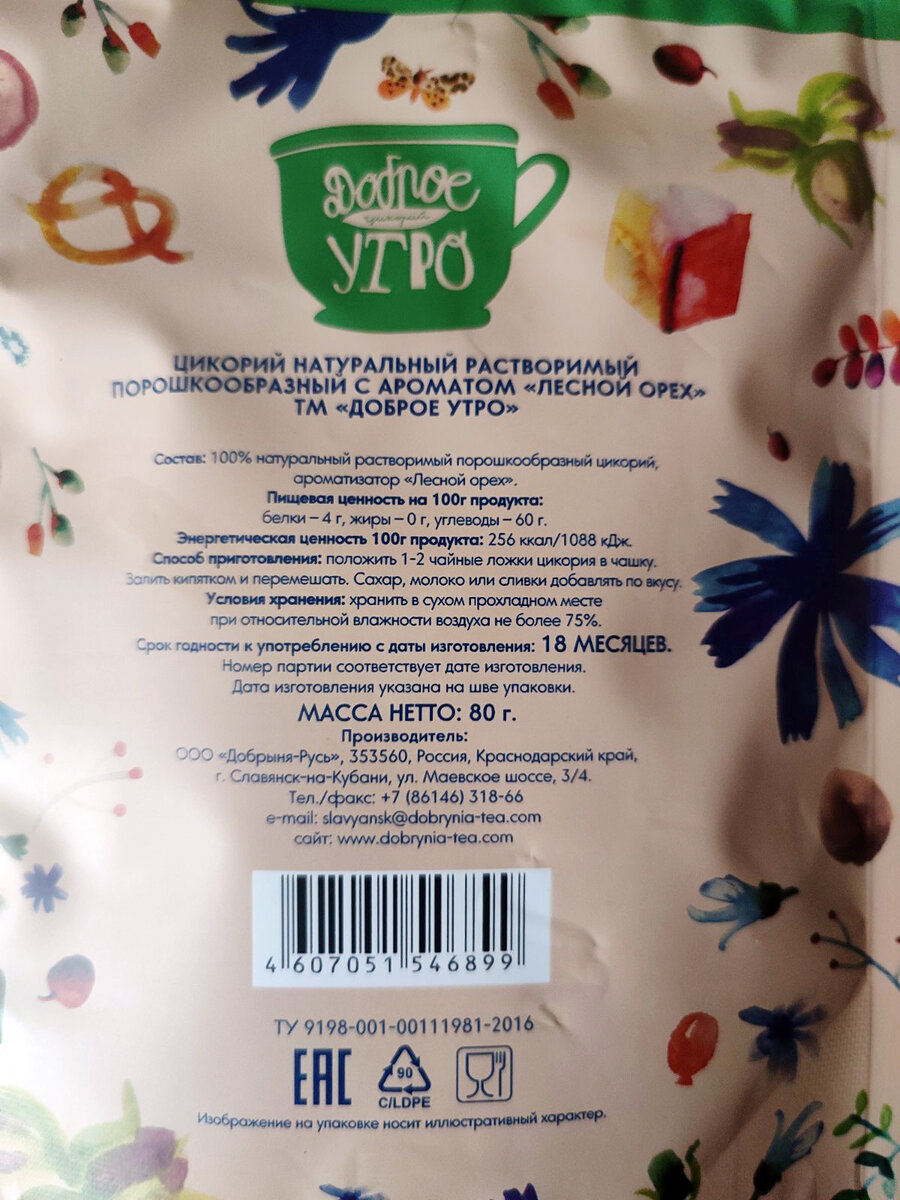 Доброе
цикорий
УТРО
ЦИКОРИЙ НАТУРАЛЬНЫЙ РАСТВОРИМЫЙ
ПОРОШКООБРАЗНЫЙ С АРОМАТОМ «ЛЕСНОЙ ОРЕХ»
ТМ «ДОБРОЕ УТРО»
Состав: 100% натуральный растворимый порошкообразный цикорий,
ароматизатор «Лесной орех».
Пищевая ценность на 100г продукта:
белки – 4 г, жиры – 0 г, углеводы – 60 г.
Энергетическая ценность 100г продукта: 256 ккал/1088 кДж.
Способ приготовления: положить 1-2 чайные ложки цикория в чашку.
Залить кипятком и перемешать. Сахар, молоко или сливки добавлять по вкусу.
Условия хранения: хранить в сухом прохладном месте
при относительной влажности воздуха не более 75%.
Срок годности к употреблению с даты изготовления: 18 МЕСЯЦЕВ.
Номер партии соответствует дате изготовления.
Дата изготовления указана на шве упаковки.
МАССА НЕТТО: 80 г.
Производитель:
ООО «Добрыня-Русь», 353560, Россия, Краснодарский край,
г. Славянск-на-Кубани, ул. Маевское шоссе, 3/4.
Тел./факс: +7 (86146) 318-66
e-mail: slavyansk@dobrynia-tea.com
сайт: www.dobrynia-tea.com
4 607051 546899
ТУ 9198-001-00111981-2016
EAC
90
C/LDPE
Изображение на упаковке носит иллюстративный характер.